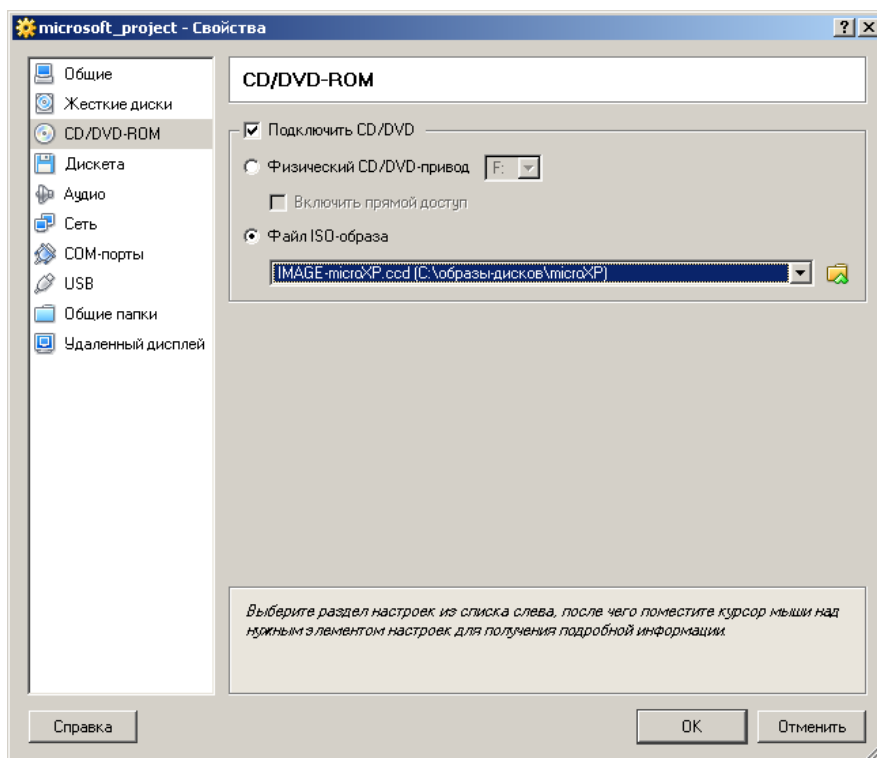 microsoft_project - Свойства
Общие
Жесткие диски
CD/DVD-ROM
Дискета
Аудио
Сеть
COM-порты
USB
Общие папки
Удаленный дисплей
CD/DVD-ROM
Подключить CD/DVD
Физический CD/DVD-привод F:
Включить прямой доступ
Файл ISO-образа
IMAGE-microXP.ccd (C:\образы-дисков\microXP)
Выберите раздел настроек из списка слева, после чего поместите курсор мыши над
нужным элементом настроек для получения подробной информации.
Справка
OK
Отменить